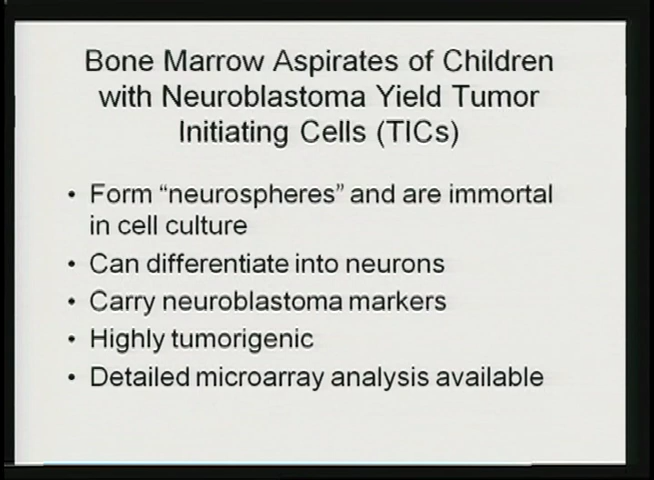 Bone Marrow Aspirates of Children
with Neuroblastoma Yield Tumor
Initiating Cells (TICs)
• Form “neurospheres” and are immortal
in cell culture
• Can differentiate into neurons
• Carry neuroblastoma markers
• Highly tumorigenic
• Detailed microarray analysis available